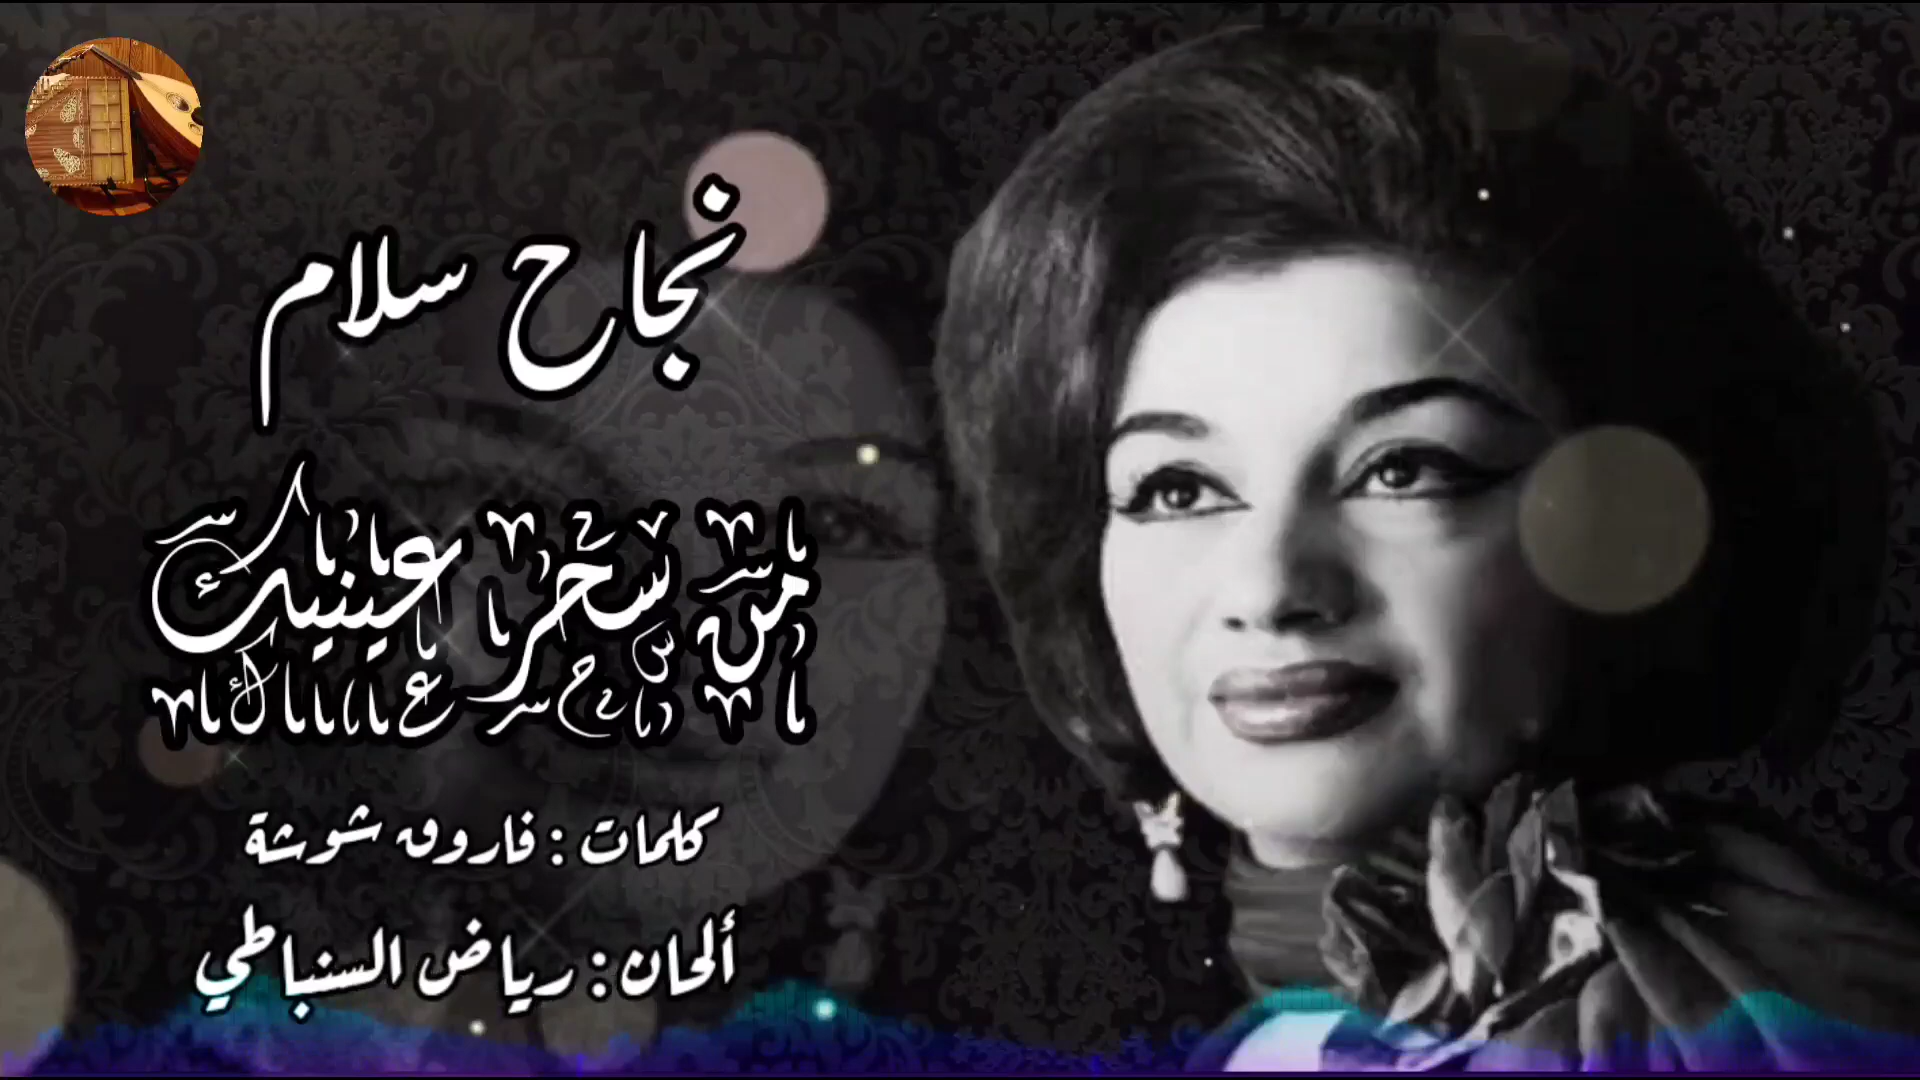 نجاح سلام
من سحر عينيك
كلمات : فاروق شوشة
ألحان : رياض السنباطي